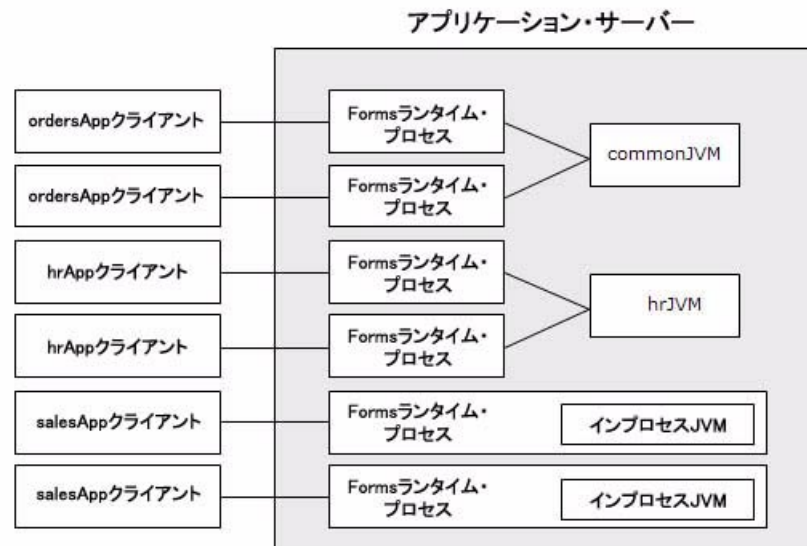 アプリケーション・サーバー
ordersAppクライアント
Formsランタイム・
プロセス
commonJVM
ordersAppクライアント
Formsランタイム・
プロセス
hrAppクライアント
Formsランタイム・
プロセス
hrJVM
hrAppクライアント
Formsランタイム・
プロセス
salesAppクライアント
Formsランタイム・
プロセス
インプロセスJVM
salesAppクライアント
Formsランタイム・
プロセス
インプロセスJVM